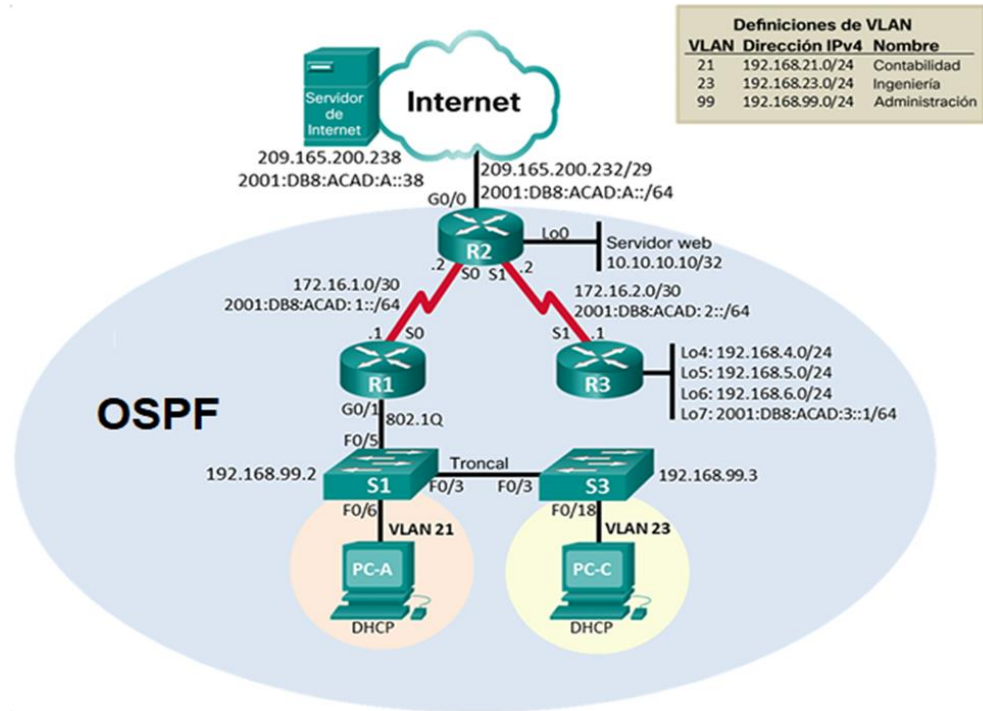 Definiciones de VLAN
VLAN Dirección IPv4 Nombre
21 192.168.21.0/24 Contabilidad
23 192.168.23.0/24 Ingeniería
99 192.168.99.0/24 Administración
Servidor
de
Internet
Internet
209.165.200.238
2001:DB8:ACAD:A::38
209.165.200.232/29
2001:DB8:ACAD:A::/64
G0/0
R2
Lo0
Servidor web
10.10.10.10/32
.2
S0
S1
.2
172.16.1.0/30
2001:DB8:ACAD: 1::/64
172.16.2.0/30
2001:DB8:ACAD: 2::/64
.1
S0
S1
.1
R1
R3
Lo4: 192.168.4.0/24
Lo5: 192.168.5.0/24
Lo6: 192.168.6.0/24
Lo7: 2001:DB8:ACAD:3::1/64
OSPF
G0/1
802.1Q
F0/5
192.168.99.2
S1
Troncal
F0/3
F0/3
S3
192.168.99.3
F0/6
VLAN 21
F0/18
VLAN 23
PC-A
PC-C
DHCP
DHCP